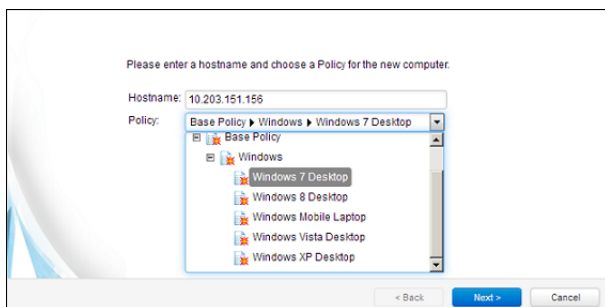 Please enter a hostname and choose a Policy for the new computer.
Hostname: 10.203.151.156
Policy: Base Policy ▶ Windows ▶ Windows 7 Desktop
Base Policy
Windows
Windows 7 Desktop
Windows 8 Desktop
Windows Mobile Laptop
Windows Vista Desktop
Windows XP Desktop
< Back Next > Cancel